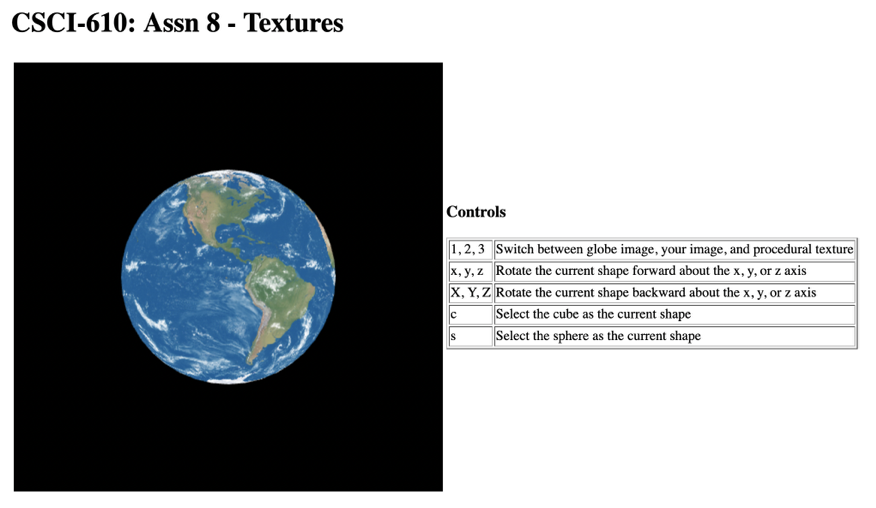 CSCI-610: Assn 8 - Textures
Controls
1, 2, 3 Switch between globe image, your image, and procedural texture
x, y, z Rotate the current shape forward about the x, y, or z axis
X, Y, Z Rotate the current shape backward about the x, y, or z axis
c Select the cube as the current shape
s Select the sphere as the current shape